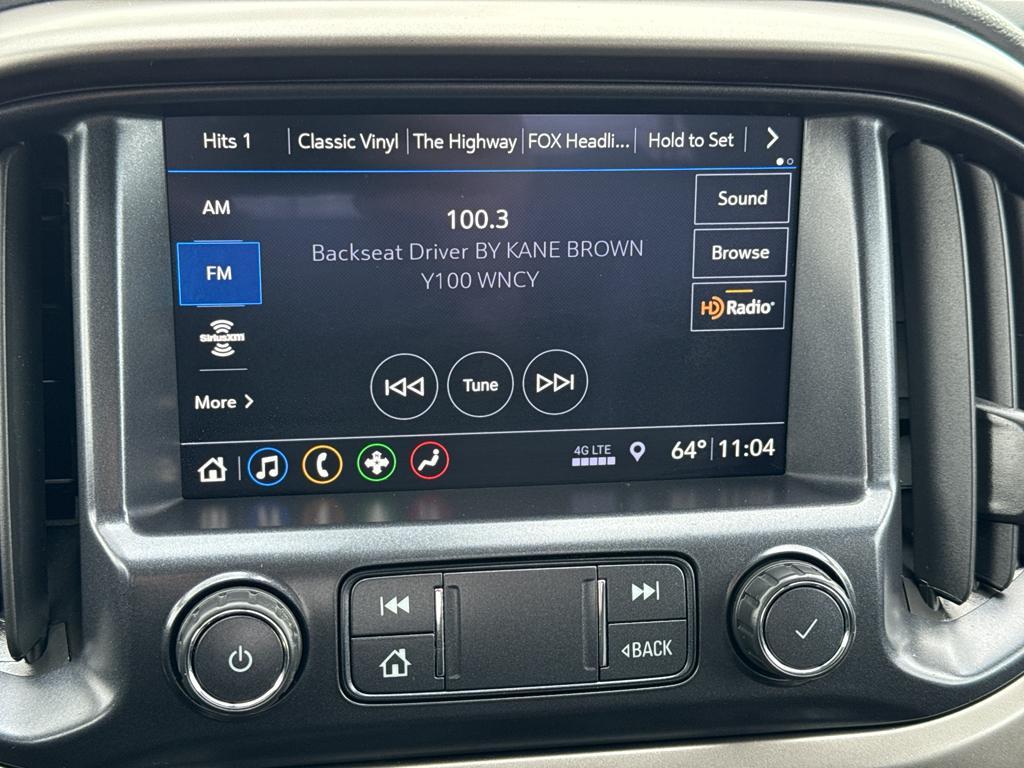 Hits 1 Classic Vinyl The Highway FOX Headli... Hold to Set
AM
100.3
Sound
Backseat Driver BY KANE BROWN
FM
Y100 WNCY
Browse
HD Radio
SiriusXM
More
Tune
4G LTE
64° 11:04
BACK